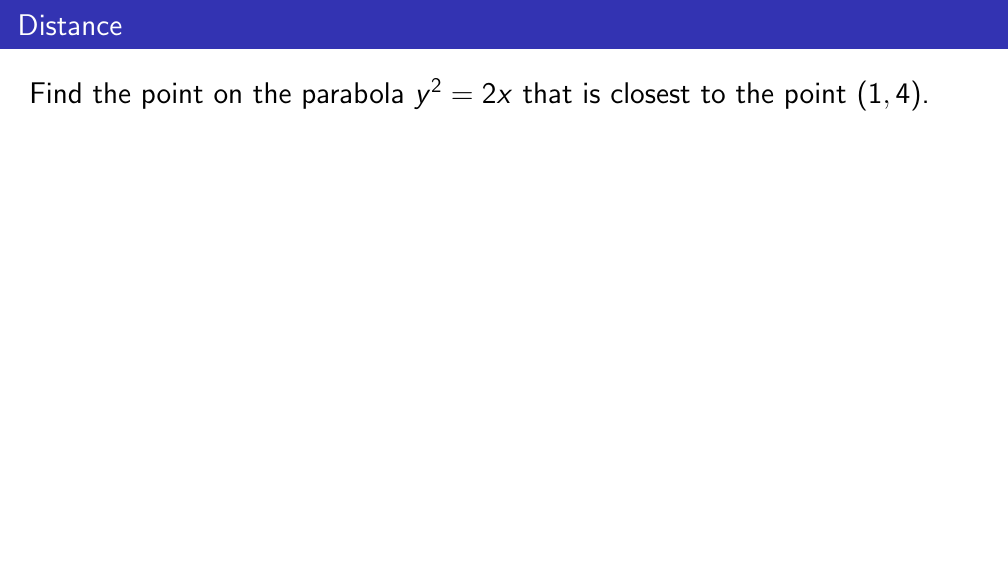 Distance
Find the point on the parabola y² = 2x that is closest to the point (1, 4).